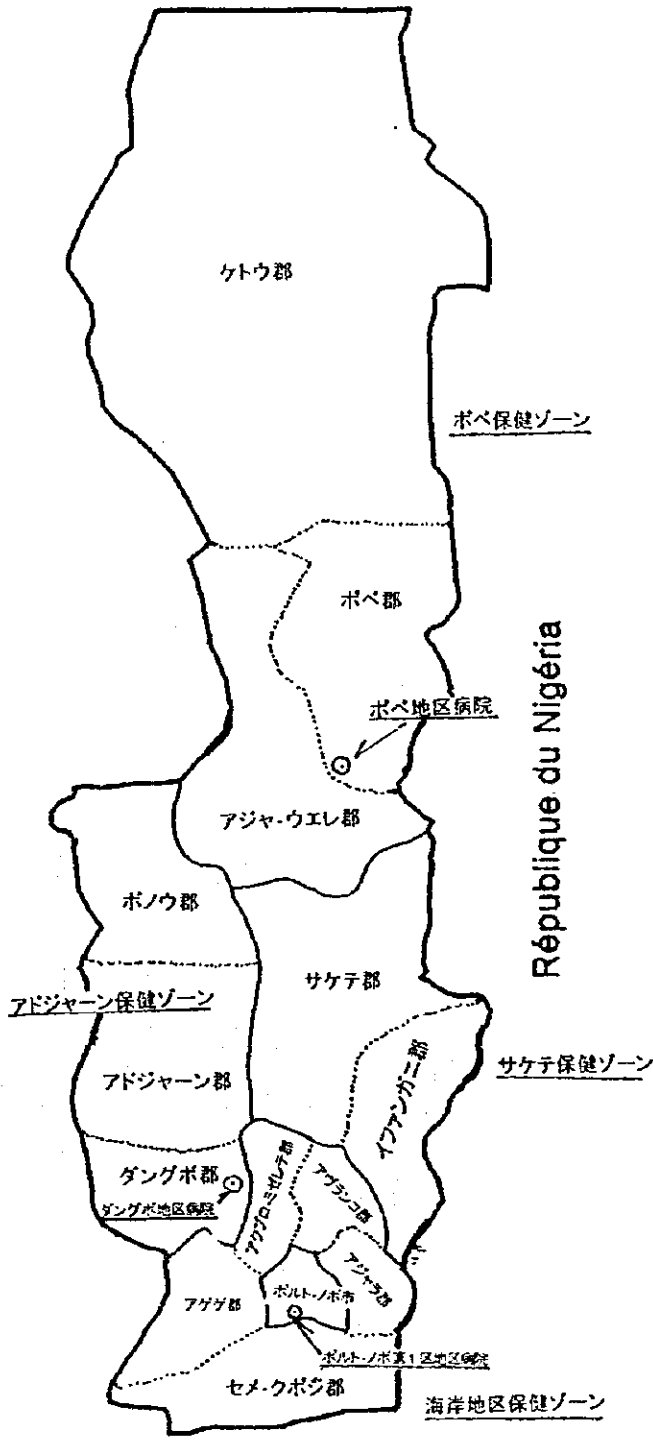 ケトウ郡
ポベ保健ゾーン
ポベ郡
République du Nigéria
ポベ地区病院
アジャ-ウエレ郡
ボノウ郡
サケテ郡
アドジャーン保健ゾーン
サケテ保健ゾーン
イファンガニ郡
アドジャーン郡
ダングボ郡
アクプロ-ミセレテ郡
アヴランコ郡
ダングボ地区病院
アジャラ郡
アゲゲ郡
ポルト-ノボ市
ポルト-ノボ第1区地区病院
セメ-クポジ郡
海岸地区保健ゾーン